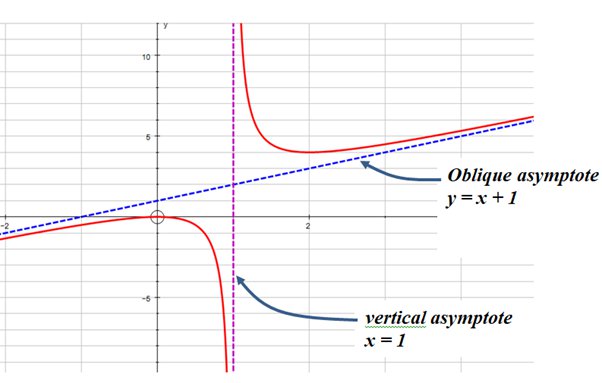 y
10
5
Oblique asymptote
y = x + 1
-2
2
-5
vertical asymptote
x = 1